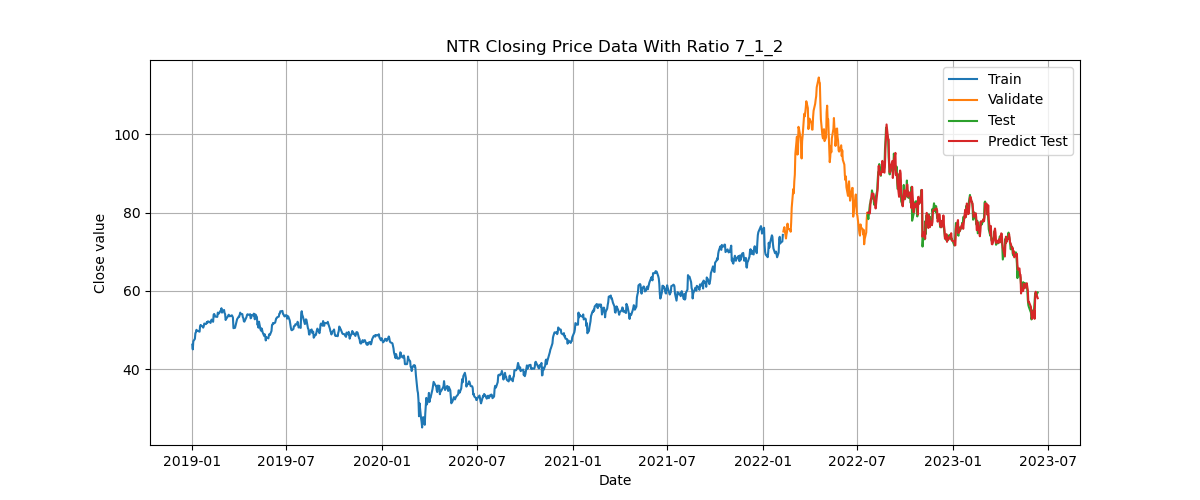 NTR Closing Price Data With Ratio 7_1_2
Train
Validate
Test
Predict Test
Close value
100
80
60
40
2019-01 2019-07 2020-01 2020-07 2021-01 2021-07 2022-01 2022-07 2023-01 2023-07
Date